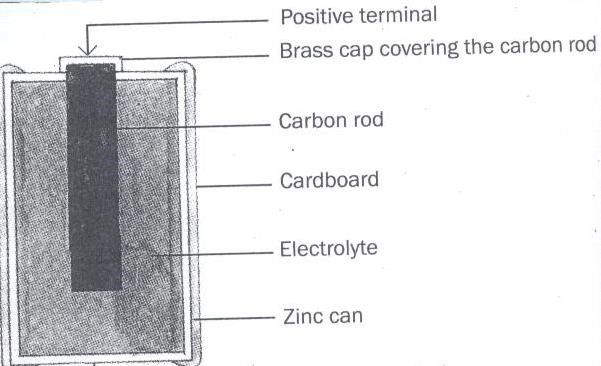 Positive terminal
Brass cap covering the carbon rod
Carbon rod
Cardboard
Electrolyte
Zinc can